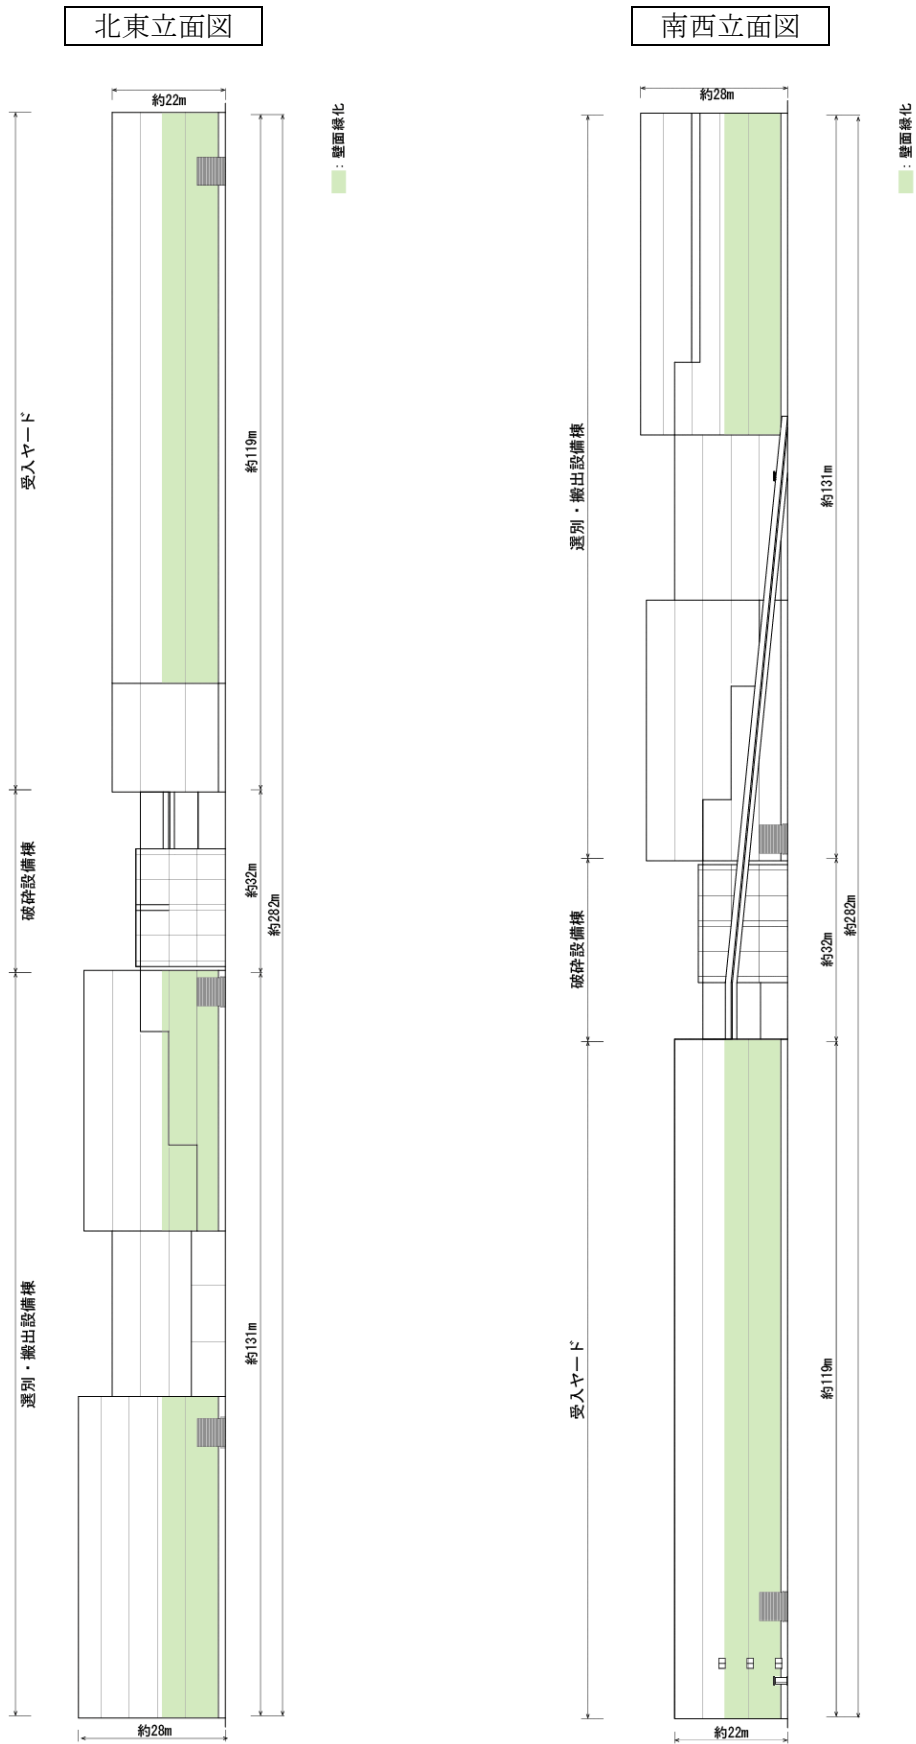 北東立面図
約22m
：壁面緑化
受入ヤード
約119m
破砕設備棟
約32m
約282m
選別・搬出設備棟
約131m
約28m
南西立面図
約28m
：壁面緑化
選別・搬出設備棟
約131m
破砕設備棟
約32m
約282m
受入ヤード
約119m
約22m